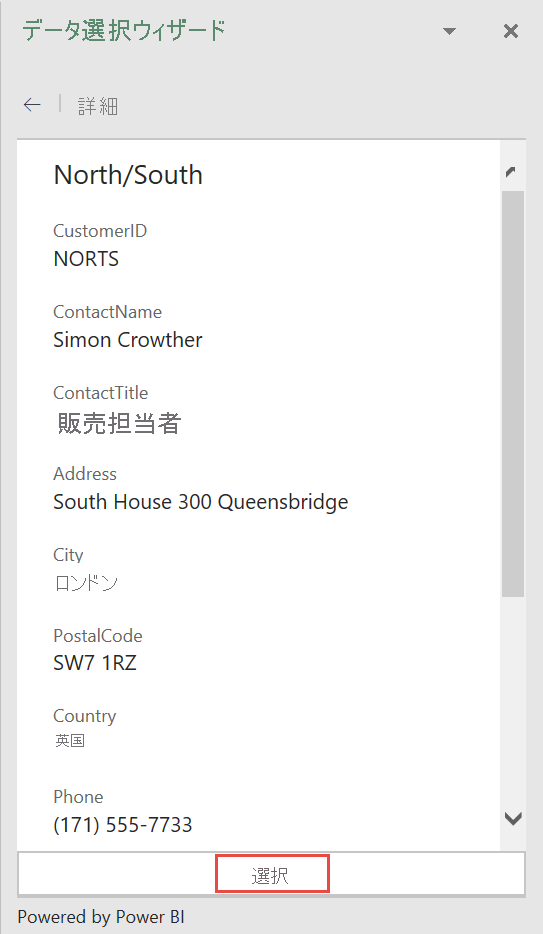 データ選択ウィザード
詳細
North/South
CustomerID
NORTS
ContactName
Simon Crowther
ContactTitle
販売担当者
Address
South House 300 Queensbridge
City
ロンドン
PostalCode
SW7 1RZ
Country
英国
Phone
(171) 555-7733
選択
Powered by Power BI